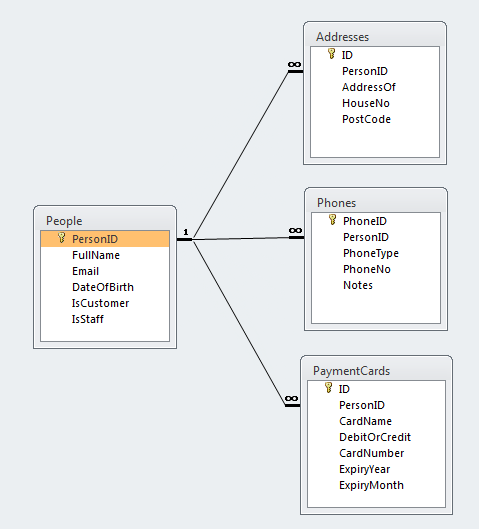 People
PersonID
FullName
Email
DateOfBirth
IsCustomer
IsStaff
1
∞
Addresses
ID
PersonID
AddressOf
HouseNo
PostCode
∞
Phones
PhoneID
PersonID
PhoneType
PhoneNo
Notes
∞
PaymentCards
ID
PersonID
CardName
DebitOrCredit
CardNumber
ExpiryYear
ExpiryMonth